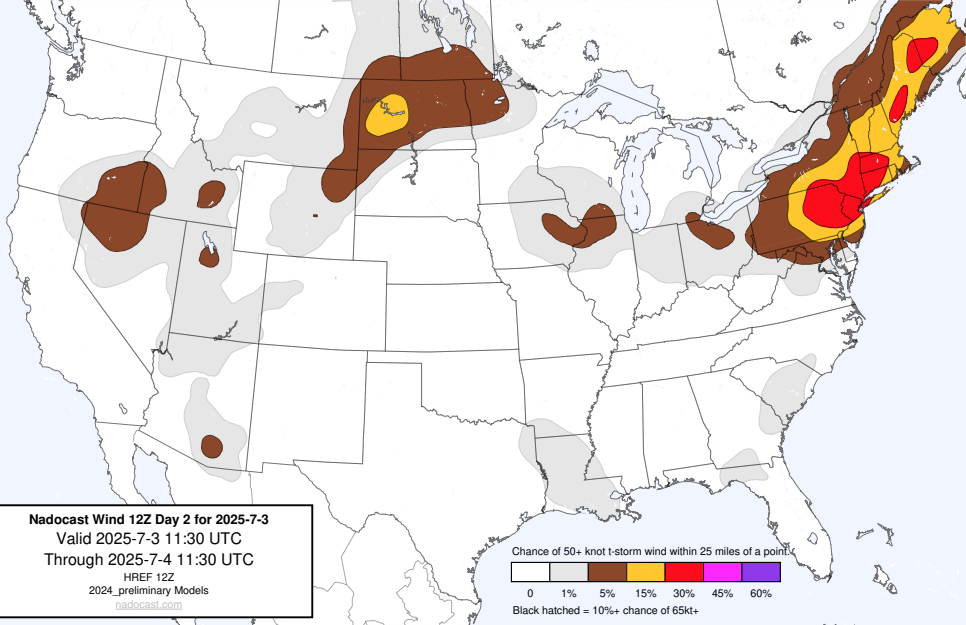 Nadocast Wind 12Z Day 2 for 2025-7-3
Valid 2025-7-3 11:30 UTC
Through 2025-7-4 11:30 UTC
HREF 12Z
2024_preliminary Models
nadocast.com
Chance of 50+ knot t-storm wind within 25 miles of a point.
0 1% 5% 15% 30% 45% 60%
Black hatched = 10%+ chance of 65kt+